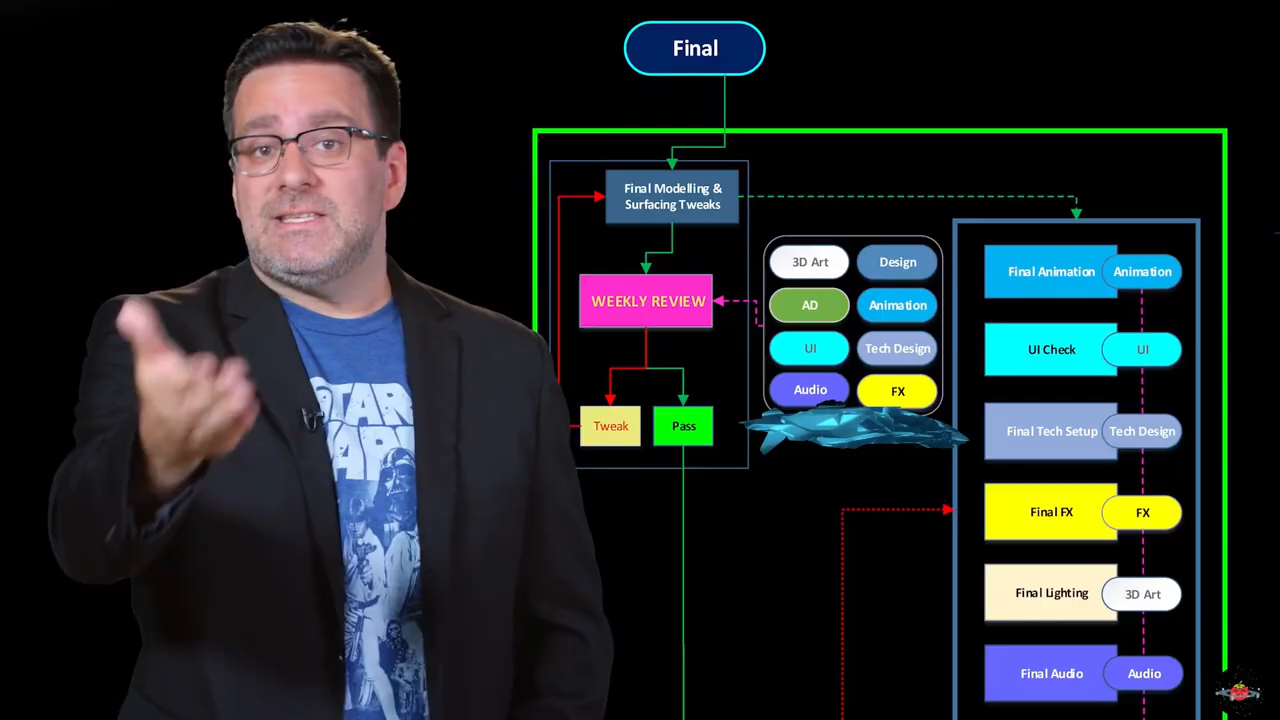 Final
Final Modelling &
Surfacing Tweaks
WEEKLY REVIEW
Tweak
Pass
3D Art
Design
AD
Animation
UI
Tech Design
Audio
FX
Final Animation
Animation
UI Check
UI
Final Tech Setup
Tech Design
Final FX
FX
Final Lighting
3D Art
Final Audio
Audio
STAR
WARS